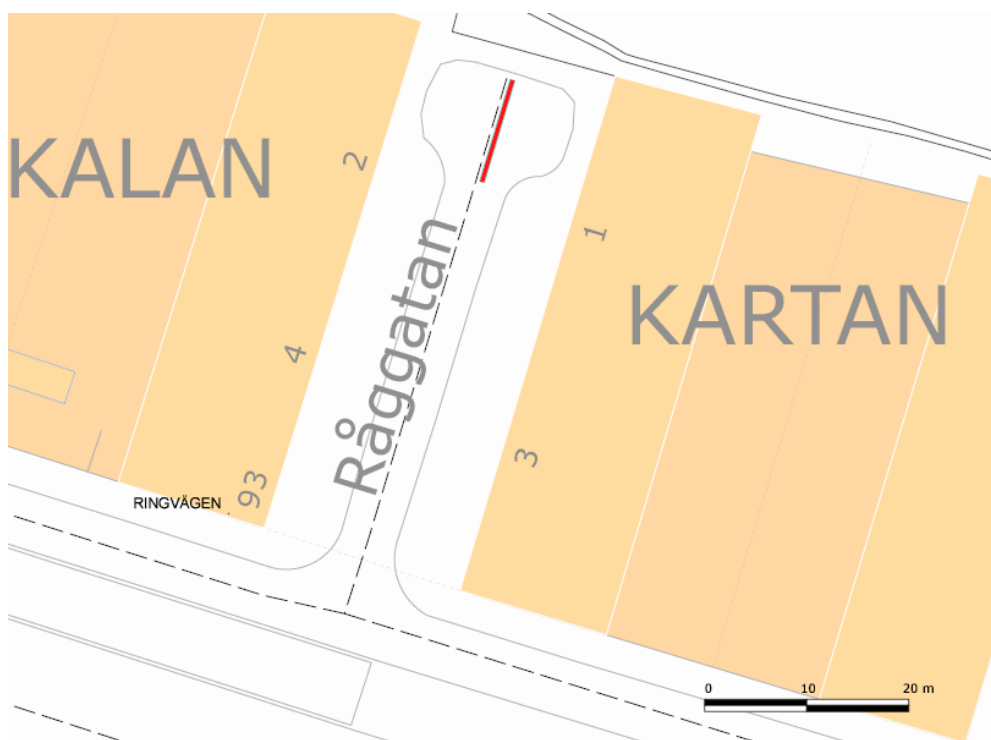 KALAN
2
1
Råggatan
KARTAN
4
3
93
RINGVÄGEN
0 10 20 m